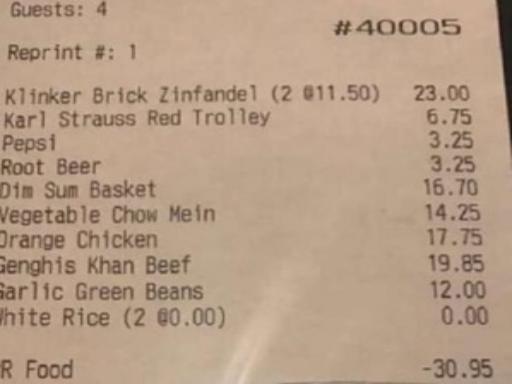 Guests: 4
#40005
Reprint #: 1
Klinker Brick Zinfandel (2 @11.50) 23.00
Karl Strauss Red Trolley 6.75
Pepsi 3.25
Root Beer 3.25
Dim Sum Basket 16.70
Vegetable Chow Mein 14.25
Orange Chicken 17.75
Genghis Khan Beef 19.85
Garlic Green Beans 12.00
White Rice (2 @0.00) 0.00
R Food -30.95